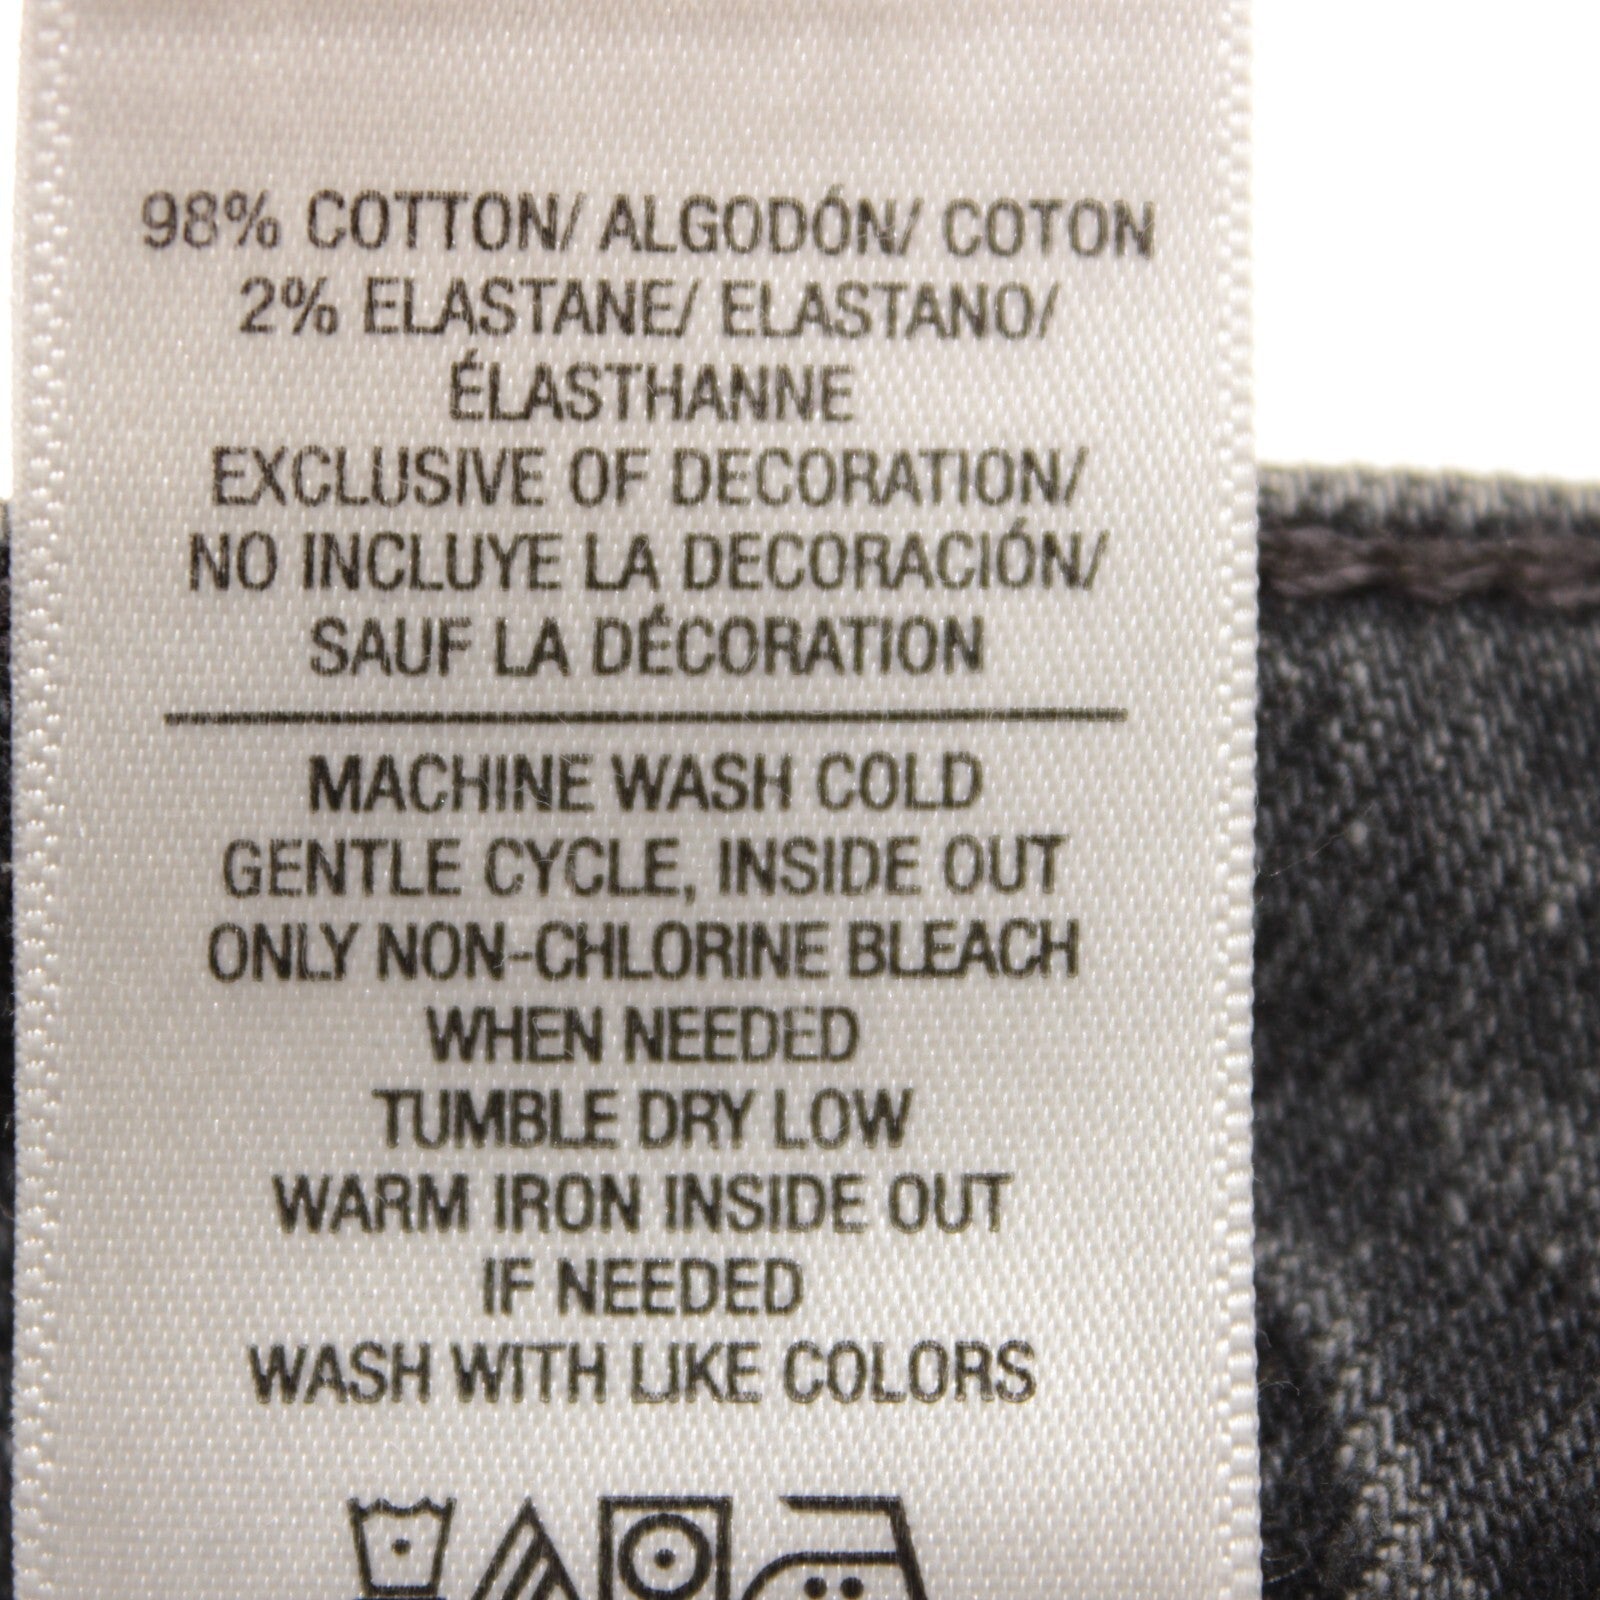 98% COTTON/ ALGODÓN/ COTON
2% ELASTANE/ ELASTANO/
ÉLASTHANNE
EXCLUSIVE OF DECORATION/
NO INCLUYE LA DECORACIÓN/
SAUF LA DÉCORATION
MACHINE WASH COLD
GENTLE CYCLE, INSIDE OUT
ONLY NON-CHLORINE BLEACH
WHEN NEEDED
TUMBLE DRY LOW
WARM IRON INSIDE OUT
IF NEEDED
WASH WITH LIKE COLORS